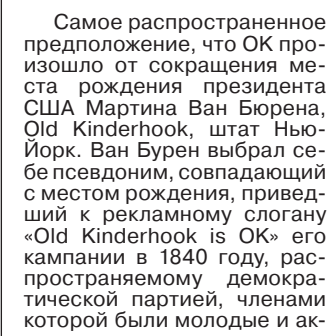 Самое распространенное
предположение, что ОК про-
изошло от сокращения ме-
ста рождения президента
США Мартина Ван Бюрена,
Old Kinderhook, штат Нью-
Йорк. Ван Бурен выбрал се-
бе псевдоним, совпадающий
с местом рождения, привед-
ший к рекламному слогану
«Old Kinderhook is OK» его
кампании в 1840 году, рас-
пространяемому демокра-
тической партией, членами
которой были молодые и ак-